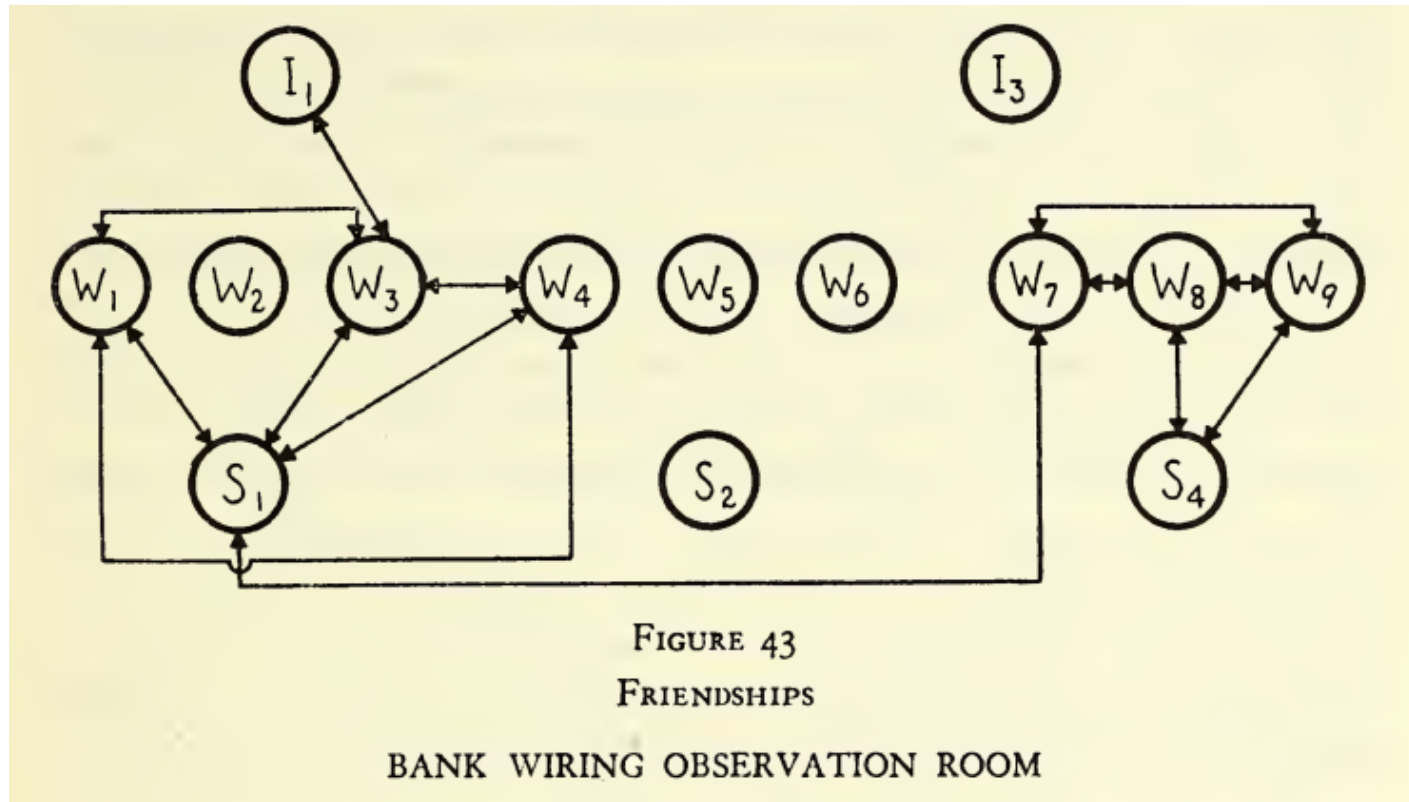 I₁ I₃
W₁ W₂ W₃ W₄ W₅ W₆ W₇ W₈ W₉
S₁ S₂ S₄
FIGURE 43
FRIENDSHIPS
BANK WIRING OBSERVATION ROOM